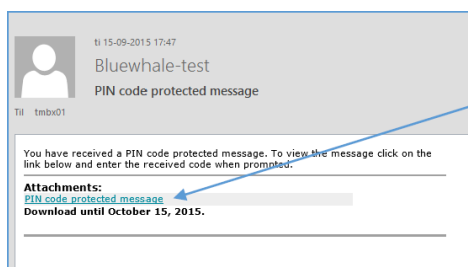 ti 15-09-2015 17:47
Bluewhale-test
PIN code protected message
Til tmbx01
You have received a PIN code protected message. To view the message click on the
link below and enter the received code when prompted.
Attachments:
PIN code protected message
Download until October 15, 2015.